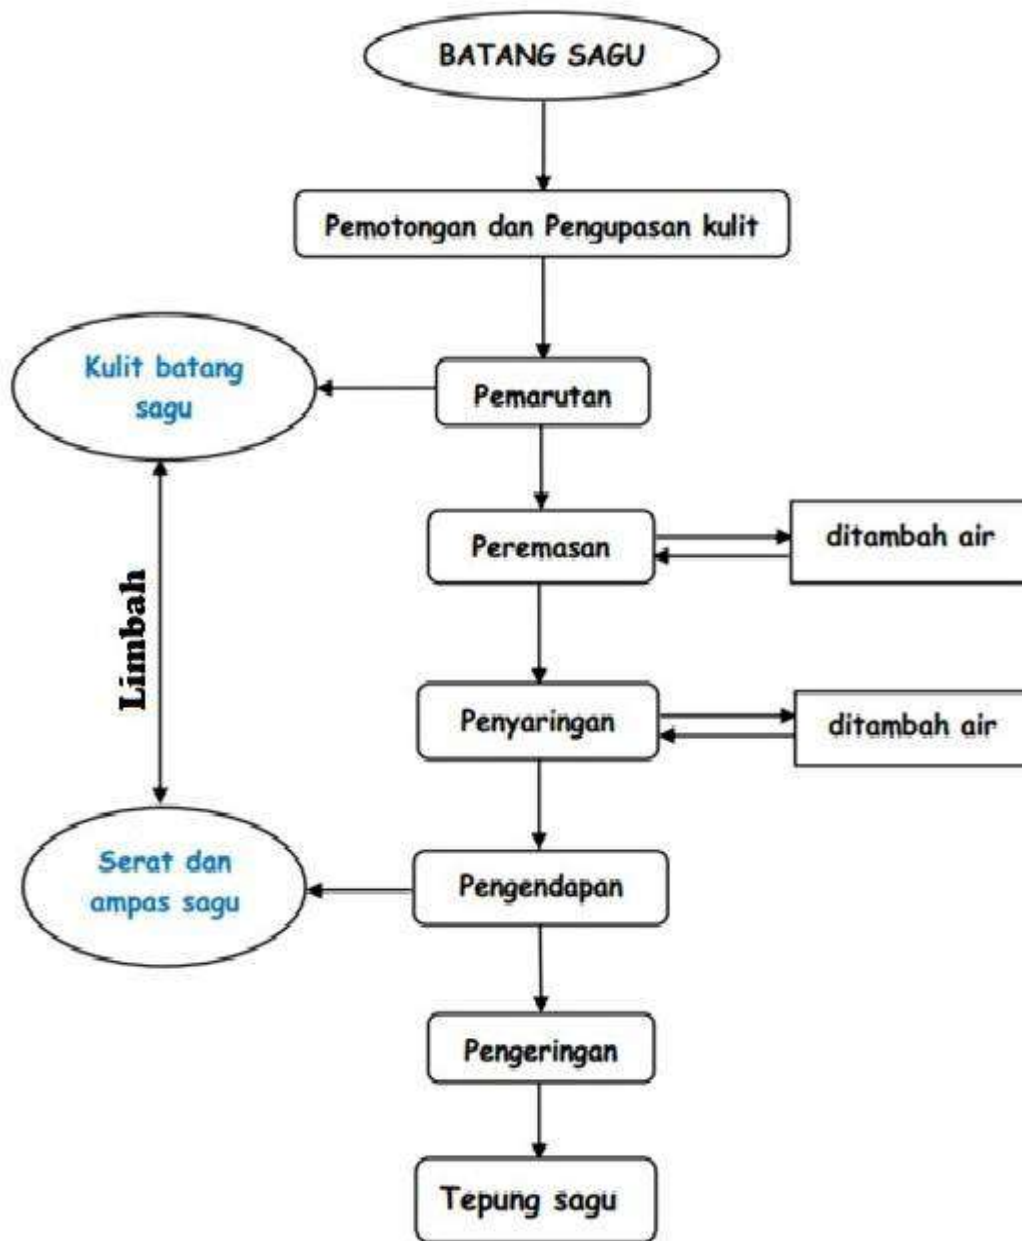 BATANG SAGU
Pemotongan dan Pengupasan kulit
Kulit batang
sagu
Pemarutan
Peremasan
ditambah air
Limbah
Penyaringan
ditambah air
Serat dan
ampas sagu
Pengendapan
Pengeringan
Tepung sagu